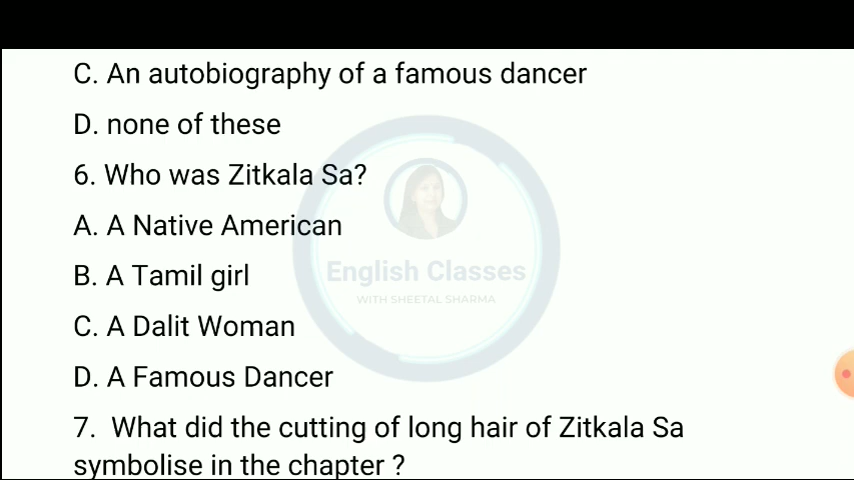 C. An autobiography of a famous dancer
D. none of these
6. Who was Zitkala Sa?
A. A Native American
B. A Tamil girl
English Classes
WITH SHEETAL SHARMA
C. A Dalit Woman
D. A Famous Dancer
7. What did the cutting of long hair of Zitkala Sa
symbolise in the chapter ?